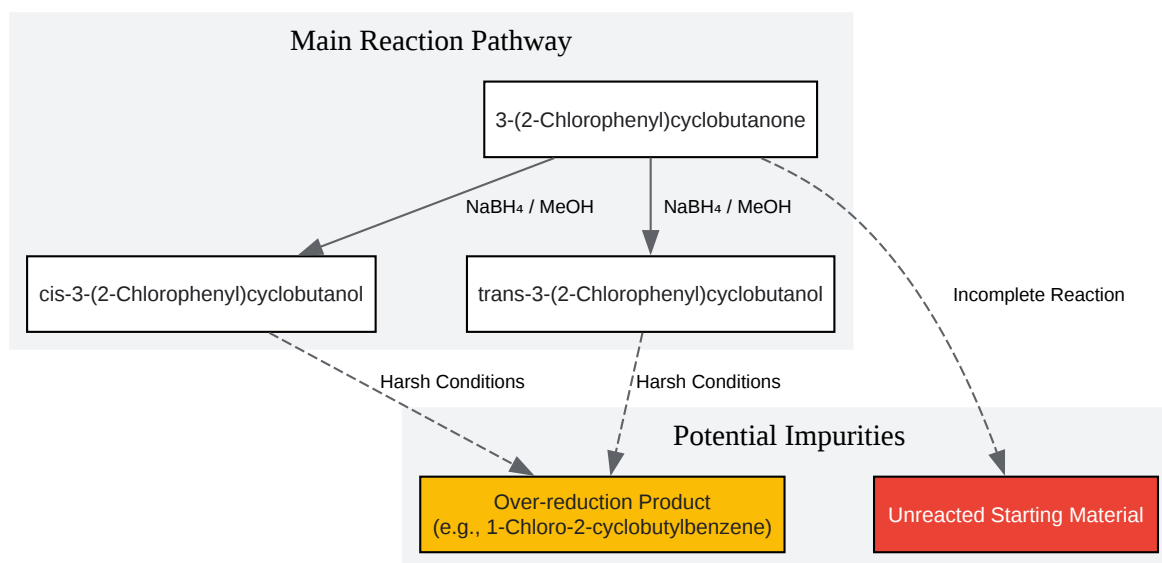 Main Reaction Pathway
3-(2-Chlorophenyl)cyclobutanone
NaBH₄ / MeOH
NaBH₄ / MeOH
cis-3-(2-Chlorophenyl)cyclobutanol
trans-3-(2-Chlorophenyl)cyclobutanol
Incomplete Reaction
Harsh Conditions
Harsh Conditions
Potential Impurities
Over-reduction Product
(e.g., 1-Chloro-2-cyclobutylbenzene)
Unreacted Starting Material